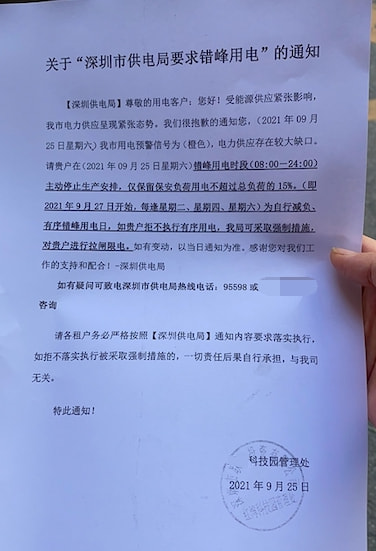 关于“深圳市供电局要求错峰用电”的通知
【深圳供电局】尊敬的用电客户：您好！受能源供应紧张影响，
我市电力供应呈现紧张态势。我们很抱歉的通知您，（2021 年 09 月
25 日星期六）我市用电预警信号为（橙色），电力供应存在较大缺口。
请贵户在（2021 年 09 月 25 日星期六）错峰用电时段(08:00—24:00)
主动停止生产安排，仅保留保安负荷用电不超过总负荷的 15%。（即
2021 年 9 月 27 日开始，每逢星期二、星期四、星期六）为自行减负、
有序错峰用电日，如贵户拒不执行有序用电，我局可采取强制措施，
对贵户进行拉闸限电。如有变动，以当日通知为准。感谢您对我们工
作的支持和配合！-深圳供电局
如有疑问可致电深圳市供电局热线电话：95598 或
咨询
请各租户务必严格按照【深圳供电局】通知内容要求落实执行，
如拒不落实执行被采取强制措施的，一切责任后果自行承担，与我司
无关。
特此通知！
科技园管理处
2021 年 9 月 25 日